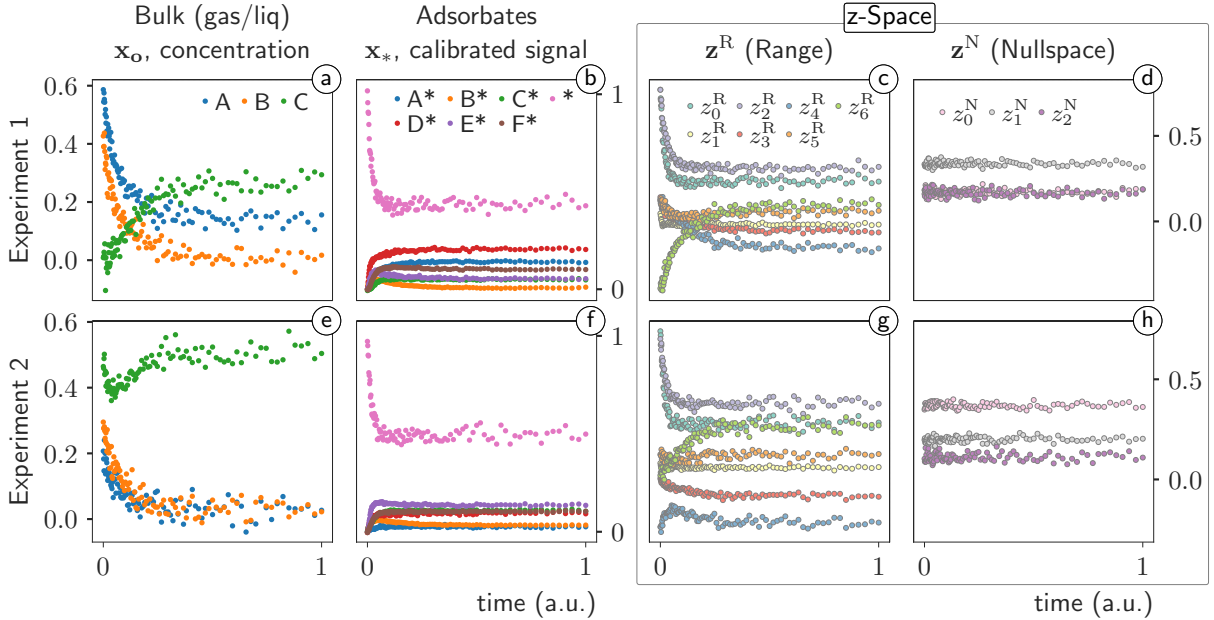 z-Space
Bulk (gas/liq)
Adsorbates
x_o, concentration
x_*, calibrated signal
z^R (Range)
z^N (Nullspace)
Experiment 1
a
b
c
d
0.6
0.4
0.2
0.0
A B C
A* B* C* *
D* E* F*
1
0
z_0^R z_2^R z_4^R z_6^R
z_1^R z_3^R z_5^R
z_0^N z_1^N z_2^N
0.5
0.0
Experiment 2
e
f
g
h
0.6
0.4
0.2
0.0
1
0
0.5
0.0
0 1
0 1
0 1
0 1
time (a.u.)
time (a.u.)